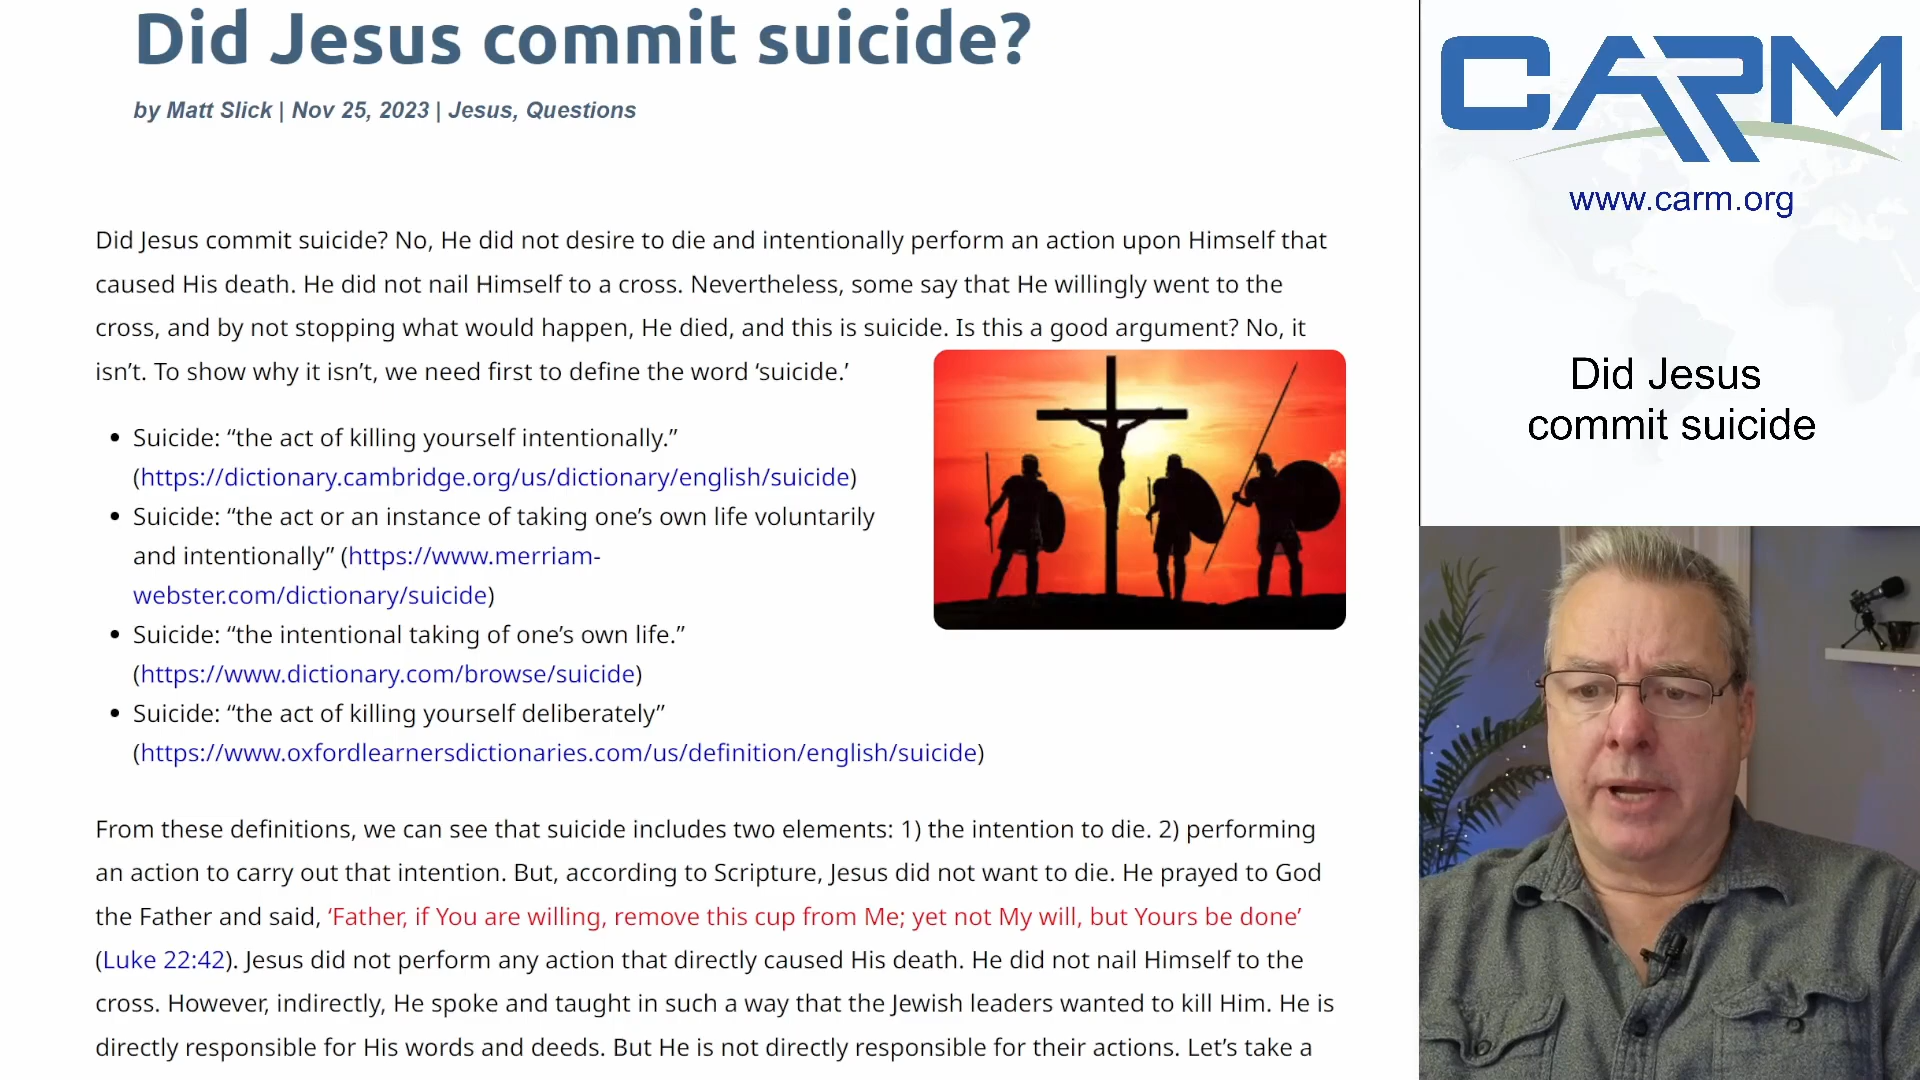 Did Jesus commit suicide?
by Matt Slick | Nov 25, 2023 | Jesus, Questions
Did Jesus commit suicide? No, He did not desire to die and intentionally perform an action upon Himself that
caused His death. He did not nail Himself to a cross. Nevertheless, some say that He willingly went to the
cross, and by not stopping what would happen, He died, and this is suicide. Is this a good argument? No, it
isn’t. To show why it isn’t, we need first to define the word ‘suicide.’
• Suicide: “the act of killing yourself intentionally.”
(https://dictionary.cambridge.org/us/dictionary/english/suicide)
• Suicide: “the act or an instance of taking one’s own life voluntarily
and intentionally” (https://www.merriam-
webster.com/dictionary/suicide)
• Suicide: “the intentional taking of one’s own life.”
(https://www.dictionary.com/browse/suicide)
• Suicide: “the act of killing yourself deliberately”
(https://www.oxfordlearnersdictionaries.com/us/definition/english/suicide)
From these definitions, we can see that suicide includes two elements: 1) the intention to die. 2) performing
an action to carry out that intention. But, according to Scripture, Jesus did not want to die. He prayed to God
the Father and said, ‘Father, if You are willing, remove this cup from Me; yet not My will, but Yours be done’
(Luke 22:42). Jesus did not perform any action that directly caused His death. He did not nail Himself to the
cross. However, indirectly, He spoke and taught in such a way that the Jewish leaders wanted to kill Him. He is
directly responsible for His words and deeds. But He is not directly responsible for their actions. Let’s take a
CARM
www.carm.org
Did Jesus
commit suicide